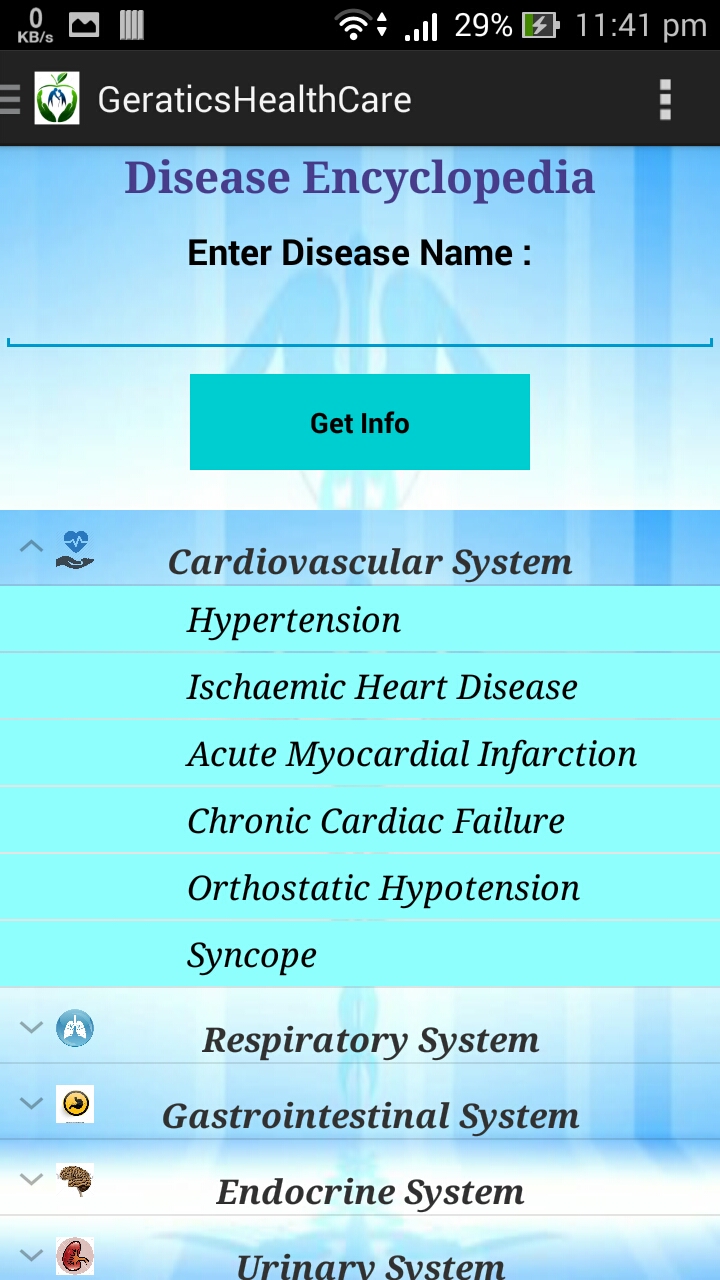 0
KB/s
29%
11:41 pm
GeraticsHealthCare
Disease Encyclopedia
Enter Disease Name :
Get Info
Cardiovascular System
Hypertension
Ischaemic Heart Disease
Acute Myocardial Infarction
Chronic Cardiac Failure
Orthostatic Hypotension
Syncope
Respiratory System
Gastrointestinal System
Endocrine System
Urinary System